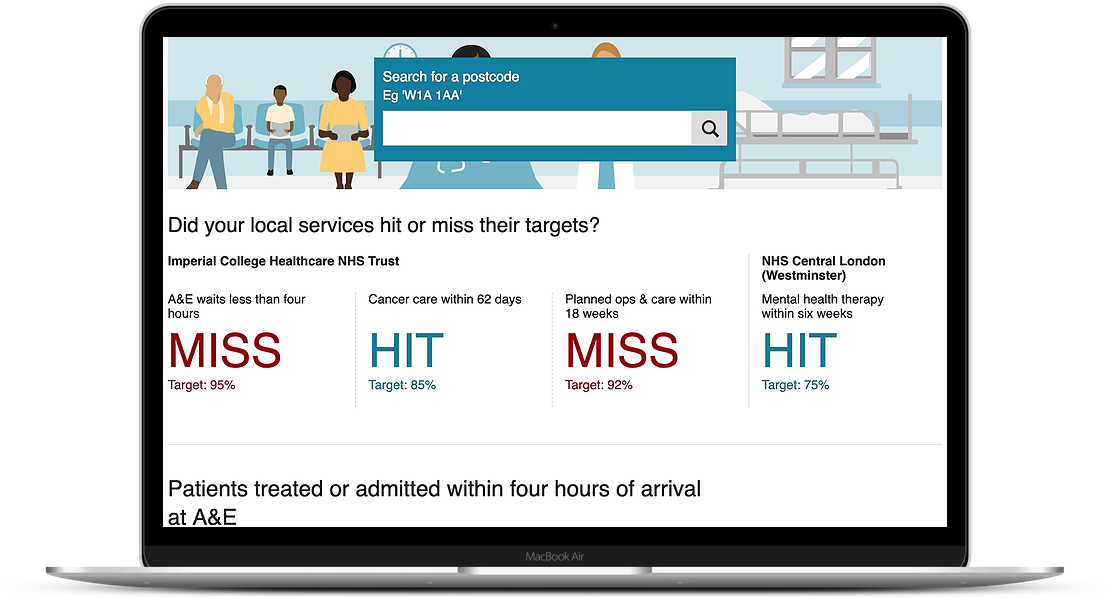 Search for a postcode
Eg 'W1A 1AA'
Did your local services hit or miss their targets?
Imperial College Healthcare NHS Trust
A&E waits less than four
hours
MISS
Target: 95%
Cancer care within 62 days
HIT
Target: 85%
Planned ops & care within
18 weeks
MISS
Target: 92%
NHS Central London
(Westminster)
Mental health therapy
within six weeks
HIT
Target: 75%
Patients treated or admitted within four hours of arrival
at A&E
MacBook Air